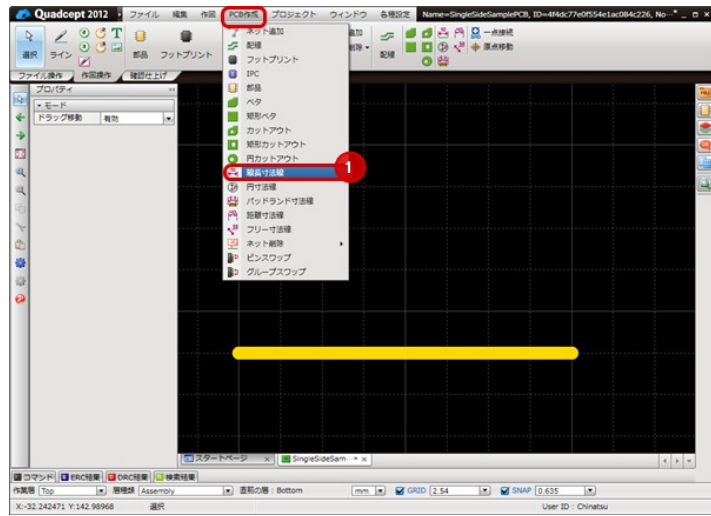 Quadcept 2012 ファイル 編集 作図 PCB作成 プロジェクト ウィンドウ 各種設定 Name=SingleSideSamplePCB, ID=4f4dc77e0f554e1ac084c226, No…*
選択 ライン 部品 フットプリント
配線 一点接続
原点移動
ファイル操作 作図操作 確認仕上げ
プロパティ
モード
ドラッグ移動 有効
ネット追加
配線
フットプリント
IPC
部品
ベタ
矩形ベタ
カットアウト
矩形カットアウト
円カットアウト
線長寸法線
1
円寸法線
パッドランド寸法線
距離寸法線
フリー寸法線
ネット削除
ピンスワップ
グループスワップ
スタートページ SingleSideSam…*
コマンド ERC結果 DRC結果 検索結果
作業層 Top 層種類 Assembly 直前の層 : Bottom mm GRID 2.54 SNAP 0.635
X:-32.242471 Y:142.98968 選択 User ID : Chinatsu